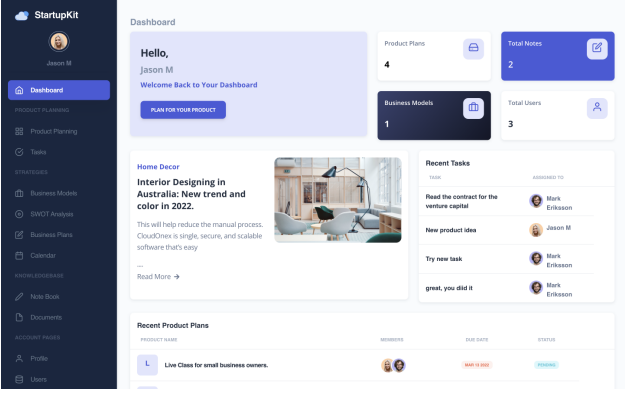 StartupKit
Jason M
Dashboard
PRODUCT PLANNING
Product Planning
Tasks
STRATEGIES
Business Models
SWOT Analysis
Business Plans
Calendar
KNOWLEDGEBASE
Note Book
Documents
ACCOUNT PAGES
Profile
Users
Dashboard
Hello,
Jason M
Welcome Back to Your Dashboard
PLAN FOR YOUR PRODUCT
Product Plans
4
Total Notes
2
Business Models
1
Total Users
3
Home Decor
Interior Designing in
Australia: New trend and
color in 2022.
This will help reduce the manual process.
CloudOnex is single, secure, and scalable
software that's easy
...
Read More →
Recent Tasks
TASK ASSIGNED TO
Read the contract for the
venture capital
Mark
Eriksson
New product idea Jason M
Try new task
Mark
Eriksson
great, you diid it
Mark
Eriksson
Recent Product Plans
PRODUCT NAME MEMBERS DUE DATE STATUS
L Live Class for small business owners. MAR 13 2022 PENDING